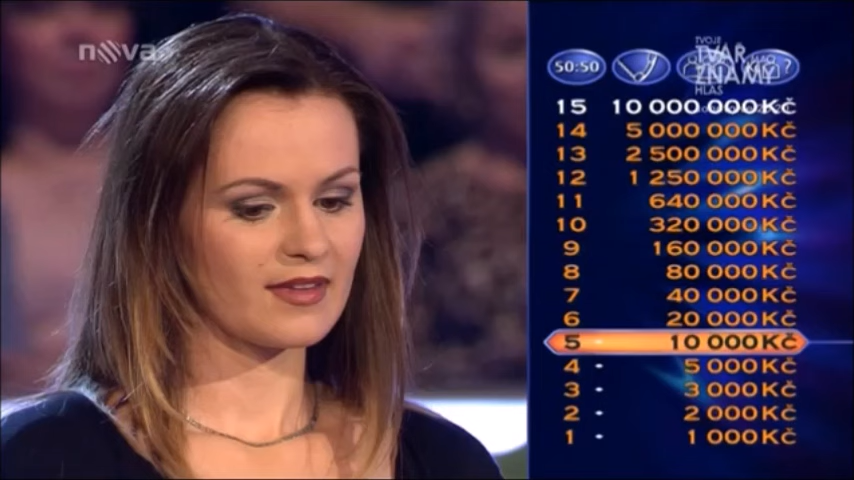 nova
TVOJE
TVÁŘ
ZNÁMÝ
HLAS
50:50
?
15 10 000 000 Kč
14 5 000 000 Kč
13 2 500 000 Kč
12 1 250 000 Kč
11 640 000 Kč
10 320 000 Kč
9 160 000 Kč
8 80 000 Kč
7 40 000 Kč
6 20 000 Kč
5 10 000 Kč
4 5 000 Kč
3 3 000 Kč
2 2 000 Kč
1 1 000 Kč